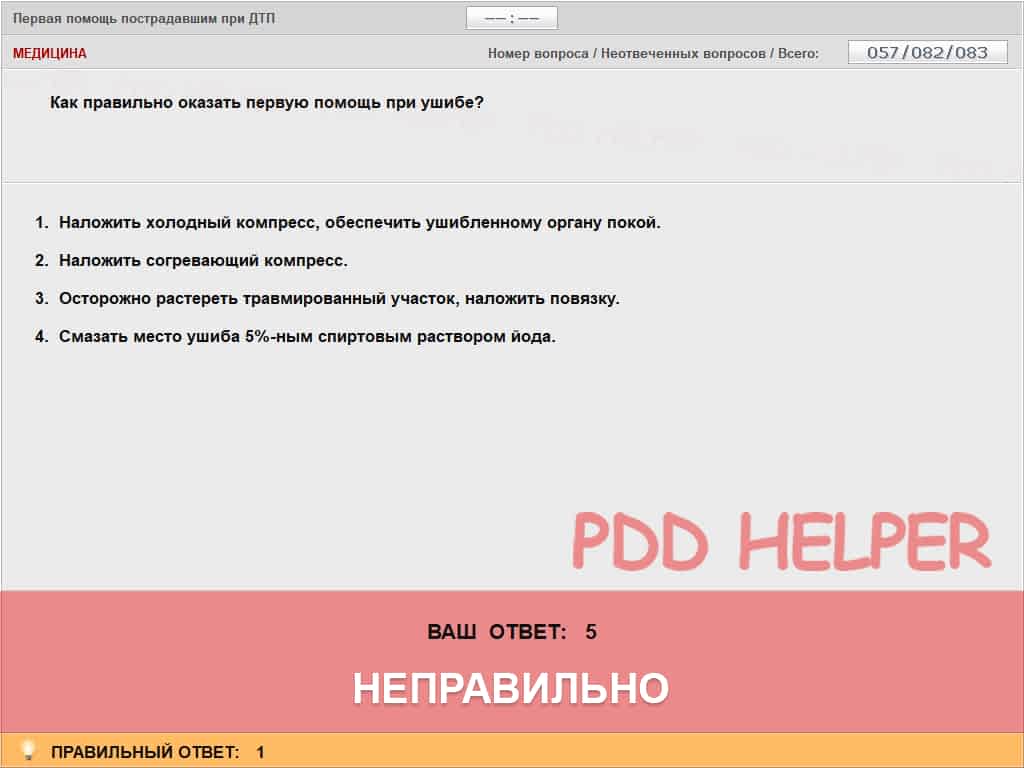 Первая помощь пострадавшим при ДТП
—— : ——
МЕДИЦИНА
Номер вопроса / Неотвеченных вопросов / Всего:
057/082/083
Как правильно оказать первую помощь при ушибе?
1. Наложить холодный компресс, обеспечить ушибленному органу покой.
2. Наложить согревающий компресс.
3. Осторожно растереть травмированный участок, наложить повязку.
4. Смазать место ушиба 5%-ным спиртовым раствором йода.
PDD HELPER
ВАШ ОТВЕТ: 5
НЕПРАВИЛЬНО
ПРАВИЛЬНЫЙ ОТВЕТ: 1